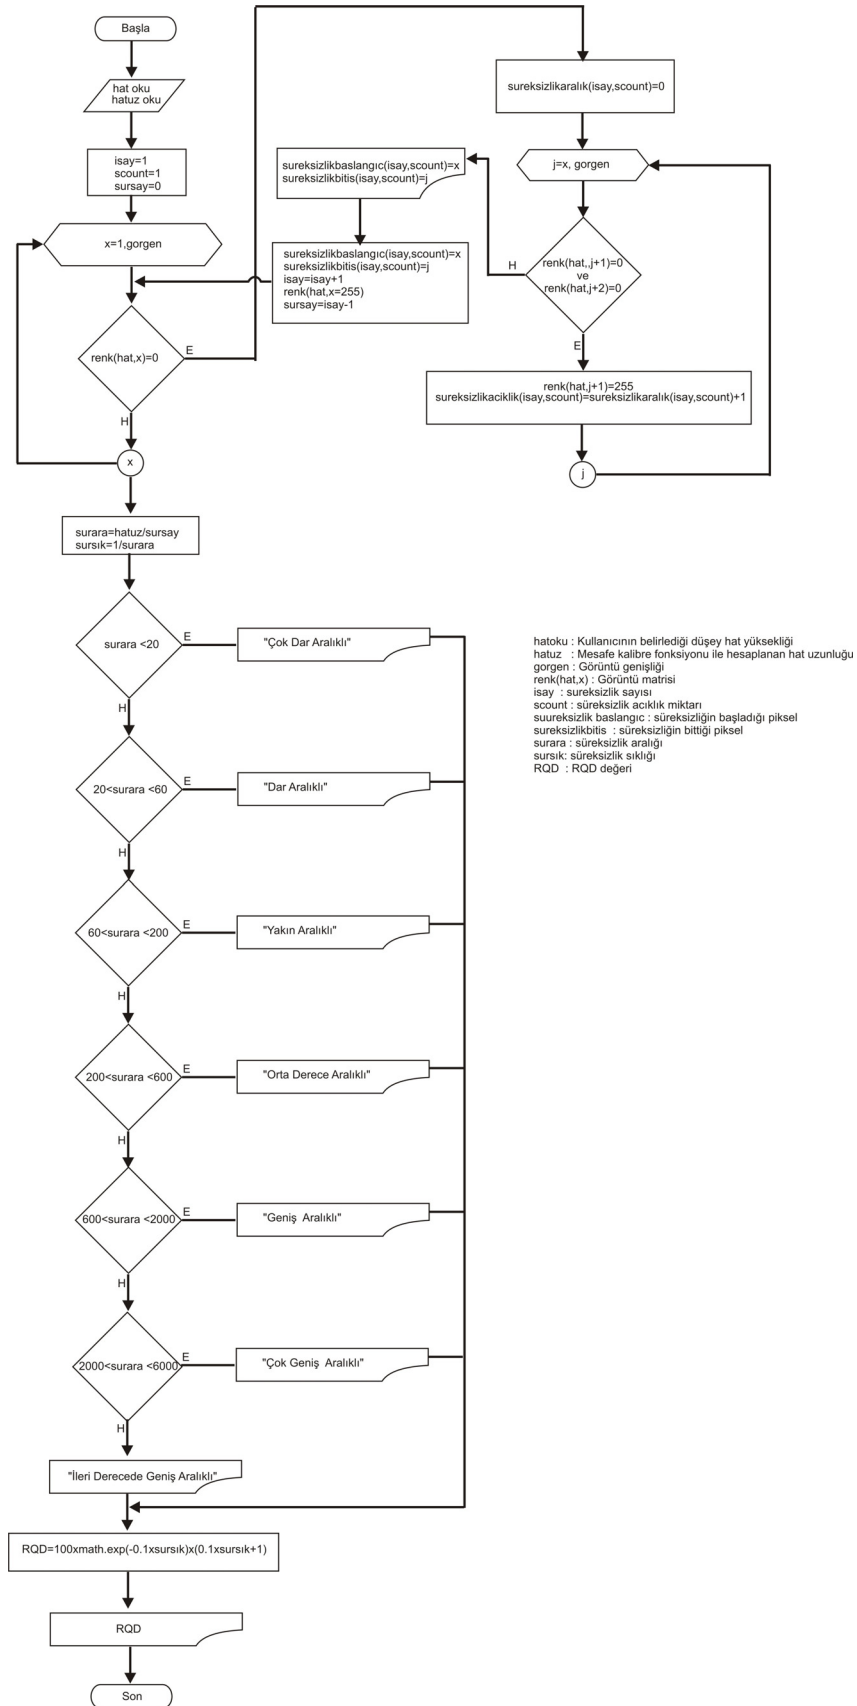 Başla
hat oku
hatuz oku
isay=1
scount=1
sursay=0
x=1,gorgen
renk(hat,x)=0
E
H
x
sureksizlikaralık(isay,scount)=0
j=x, gorgen
renk(hat,,j+1)=0
ve
renk(hat,j+2)=0
H
E
sureksizlikbaslangıc(isay,scount)=x
sureksizlikbitis(isay,scount)=j
sureksizlikbaslangıc(isay,scount)=x
sureksizlikbitis(isay,scount)=j
isay=isay+1
renk(hat,x=255)
sursay=isay-1
renk(hat,j+1)=255
sureksizlikaciklik(isay,scount)=sureksizlikaralık(isay,scount)+1
j
surara=hatuz/sursay
sursık=1/surara
surara <20
E
"Çok Dar Aralıklı"
H
20<surara <60
E
"Dar Aralıklı"
H
60<surara <200
E
"Yakın Aralıklı"
H
200<surara <600
E
"Orta Derece Aralıklı"
H
600<surara <2000
E
"Geniş Aralıklı"
H
2000<surara <6000
E
"Çok Geniş Aralıklı"
H
"İleri Derecede Geniş Aralıklı"
RQD=100xmath.exp(-0.1xsursık)x(0.1xsursık+1)
RQD
Son
hatoku : Kullanıcının belirlediği düşey hat yüksekliği
hatuz : Mesafe kalibre fonksiyonu ile hesaplanan hat uzunluğu
gorgen : Görüntü genişliği
renk(hat,x) : Görüntü matrisi
isay : sureksizlik sayısı
scount : süreksizlik acıklık miktarı
suureksizlik baslangıc : süreksizliğin başladığı piksel
sureksizlikbitis : süreksizliğin bittiği piksel
surara : süreksizlik aralığı
sursık: süreksizlik sıklığı
RQD : RQD değeri